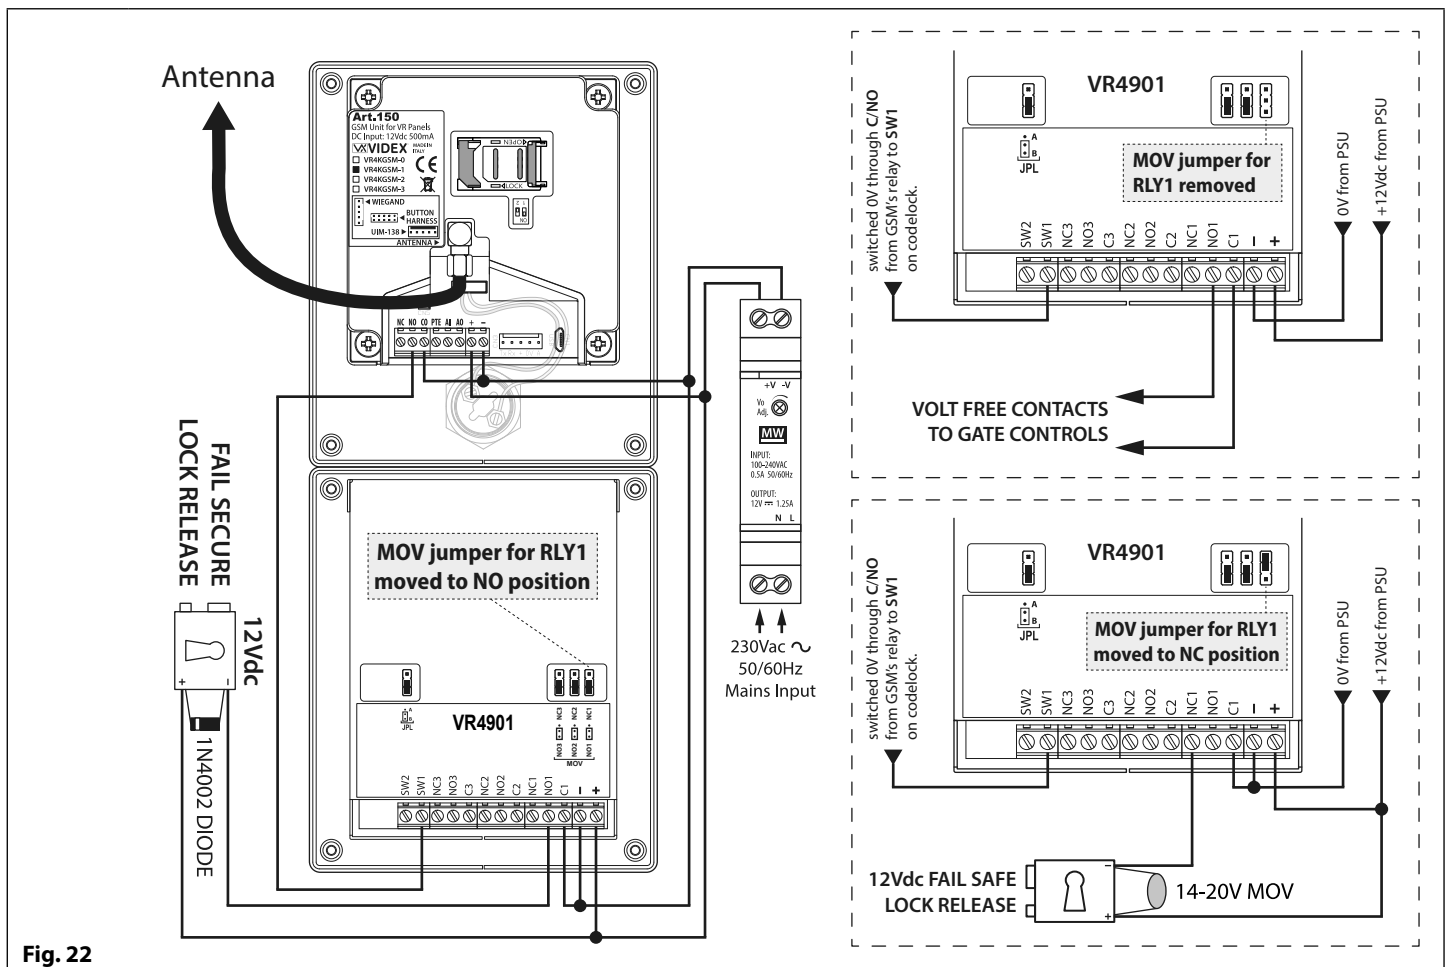 Antenna
Art.150
GSM Unit for VR Panels
DC Input: 12Vdc 500mA
VIDEX MADE IN ITALY
VR4KGSM-0
VR4KGSM-1
VR4KGSM-2
VR4KGSM-3
CE
WIEGAND
BUTTON
HARNESS
UIM-138
ANTENNA
OPEN
LOCK
2 1
ON
NC NO CO PTE AI AO + −
+V -V
Vo
Adj.
MW
INPUT:
100-240VAC
0.5A 50/60Hz
OUTPUT:
12V 1.25A
N L
230Vac
50/60Hz
Mains Input
FAIL SECURE
LOCK RELEASE
12Vdc
+ −
1N4002 DIODE
MOV jumper for RLY1
moved to NO position
A
B
JPL
VR4901
NC3 NC2 NC1
NO3 NO2 NO1
MOV
SW2 SW1 NC3 NO3 C3 NC2 NO2 C2 NC1 NO1 C1 − +
switched 0V through C/NO
from GSM's relay to SW1
on codelock.
VR4901
A
B
JPL
MOV jumper for
RLY1 removed
SW2 SW1 NC3 NO3 C3 NC2 NO2 C2 NC1 NO1 C1 − +
0V from PSU
+12Vdc from PSU
VOLT FREE CONTACTS
TO GATE CONTROLS
switched 0V through C/NO
from GSM's relay to SW1
on codelock.
VR4901
A
B
JPL
MOV jumper for RLY1
moved to NC position
SW2 SW1 NC3 NO3 C3 NC2 NO2 C2 NC1 NO1 C1 − +
0V from PSU
+12Vdc from PSU
12Vdc FAIL SAFE
LOCK RELEASE
−
+
14-20V MOV
Fig. 22